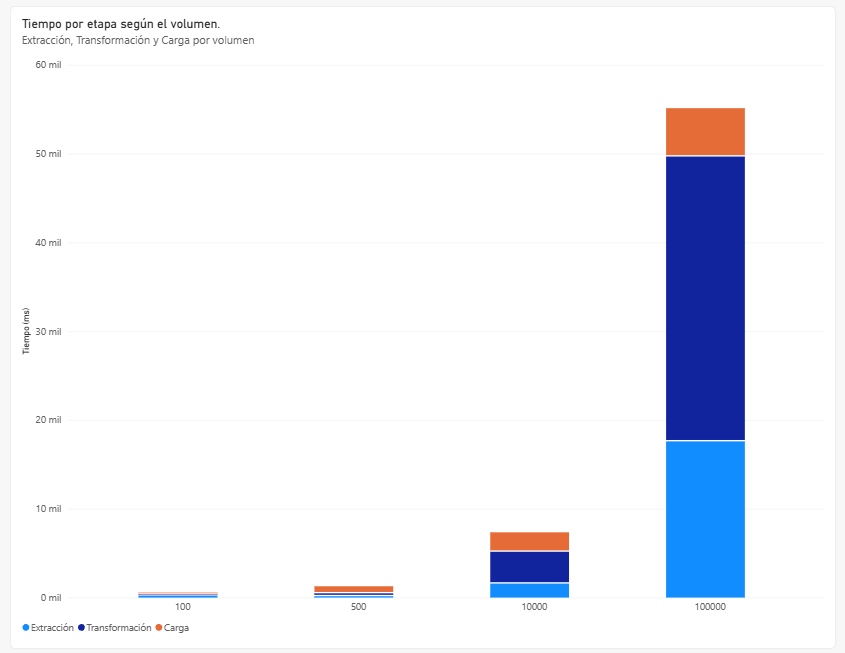 Tiempo por etapa según el volumen.
Extracción, Transformación y Carga por volumen
60 mil
50 mil
40 mil
30 mil
20 mil
10 mil
0 mil
Tiempo (ms)
100 500 10000 100000
Extracción Transformación Carga